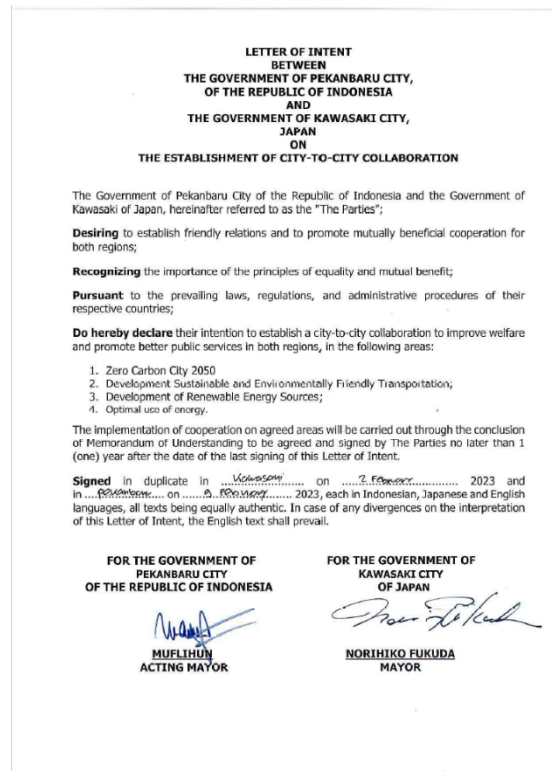 LETTER OF INTENT
BETWEEN
THE GOVERNMENT OF PEKANBARU CITY,
OF THE REPUBLIC OF INDONESIA
AND
THE GOVERNMENT OF KAWASAKI CITY,
JAPAN
ON
THE ESTABLISHMENT OF CITY-TO-CITY COLLABORATION
The Government of Pekanbaru City of the Republic of Indonesia and the Government of
Kawasaki of Japan, hereinafter referred to as the "The Parties";
Desiring to establish friendly relations and to promote mutually beneficial cooperation for
both regions;
Recognizing the importance of the principles of equality and mutual benefit;
Pursuant to the prevailing laws, regulations, and administrative procedures of their
respective countries;
Do hereby declare their intention to establish a city-to-city collaboration to improve welfare
and promote better public services in both regions, in the following areas:
1. Zero Carbon City 2050
2. Development Sustainable and Environmentally Friendly Transportation;
3. Development of Renewable Energy Sources;
4. Optimal use of energy.
The implementation of cooperation on agreed areas will be carried out through the conclusion
of Memorandum of Understanding to be agreed and signed by The Parties no later than 1
(one) year after the date of the last signing of this Letter of Intent.
Signed in duplicate in Kawasaki on 2 February 2023 and
in Pekanbaru on 9 February 2023, each in Indonesian, Japanese and English
languages, all texts being equally authentic. In case of any divergences on the interpretation
of this Letter of Intent, the English text shall prevail.
FOR THE GOVERNMENT OF
PEKANBARU CITY
OF THE REPUBLIC OF INDONESIA
MUFLIHUN
ACTING MAYOR
FOR THE GOVERNMENT OF
KAWASAKI CITY
OF JAPAN
NORIHIKO FUKUDA
MAYOR